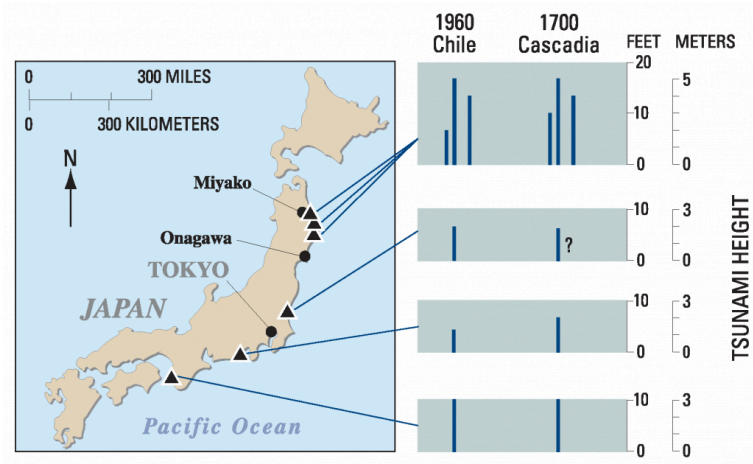 1960
Chile
1700
Cascadia
FEET METERS
0 300 MILES
0 300 KILOMETERS
N
Miyako
Onagawa
TOKYO
JAPAN
Pacific Ocean
20
10
0
5
0
?
10
0
3
0
10
0
3
0
10
0
3
0
TSUNAMI HEIGHT